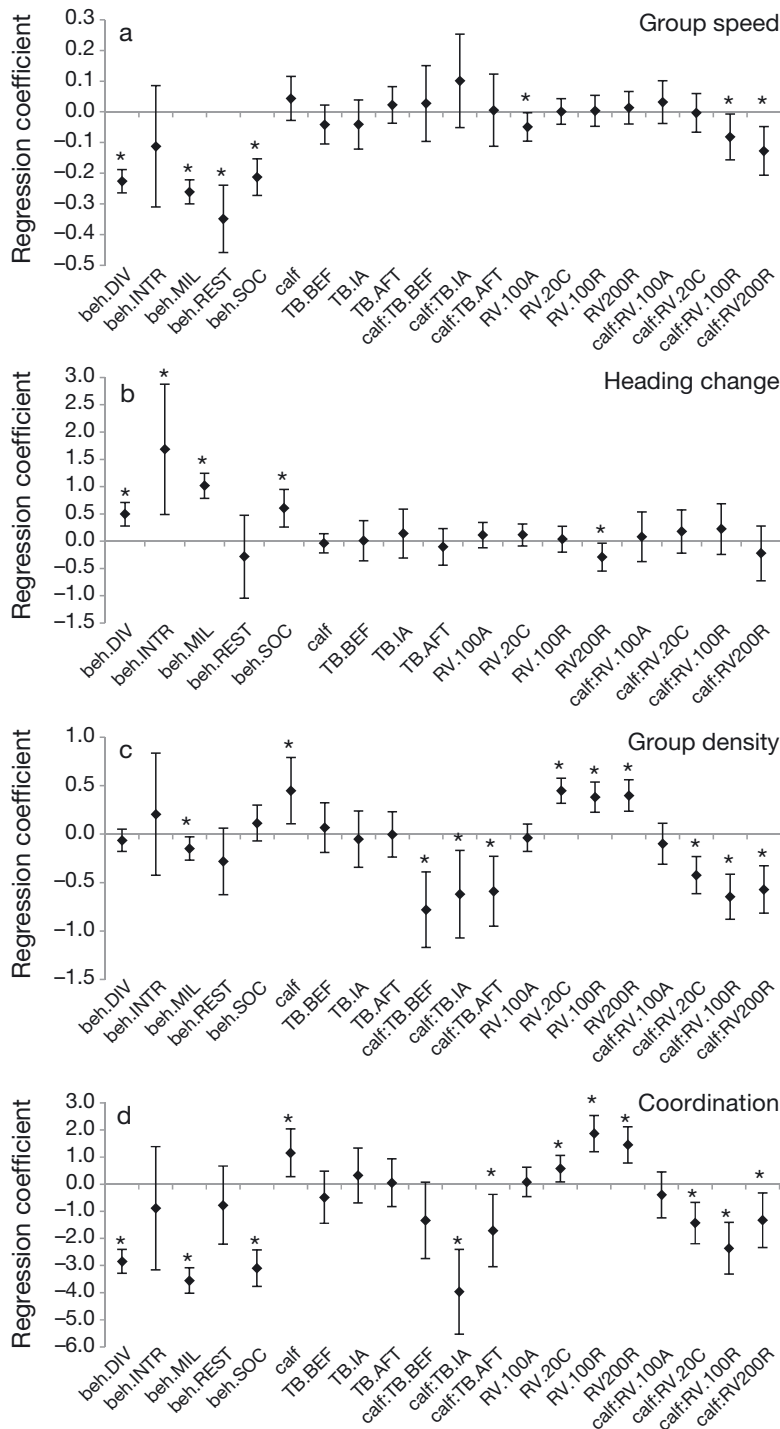 a
Group speed
Regression coefficient
0.3
0.2
0.1
0.0
−0.1
−0.2
−0.3
−0.4
−0.5
* * * * * * *
beh.DIV
beh.INTR
beh.MIL
beh.REST
beh.SOC
calf
TB.BEF
TB.IA
TB.AFT
calf:TB.BEF
calf:TB.IA
calf:TB.AFT
RV.100A
RV.20C
RV.100R
RV200R
calf:RV.100A
calf:RV.20C
calf:RV.100R
calf:RV200R
b
Heading change
Regression coefficient
3.0
2.5
2.0
1.5
1.0
0.5
0.0
−0.5
−1.0
−1.5
* * * * *
beh.DIV
beh.INTR
beh.MIL
beh.REST
beh.SOC
calf
TB.BEF
TB.IA
TB.AFT
RV.100A
RV.20C
RV.100R
RV200R
calf:RV.100A
calf:RV.20C
calf:RV.100R
calf:RV200R
c
Group density
Regression coefficient
1.0
0.5
0.0
−0.5
−1.0
−1.5
* * * * * * * * * * *
beh.DIV
beh.INTR
beh.MIL
beh.REST
beh.SOC
calf
TB.BEF
TB.IA
TB.AFT
calf:TB.BEF
calf:TB.IA
calf:TB.AFT
RV.100A
RV.20C
RV.100R
RV200R
calf:RV.100A
calf:RV.20C
calf:RV.100R
calf:RV200R
d
Coordination
Regression coefficient
3.0
2.0
1.0
0.0
−1.0
−2.0
−3.0
−4.0
−5.0
−6.0
* * * * * * * * * * * *
beh.DIV
beh.INTR
beh.MIL
beh.REST
beh.SOC
calf
TB.BEF
TB.IA
TB.AFT
calf:TB.BEF
calf:TB.IA
calf:TB.AFT
RV.100A
RV.20C
RV.100R
RV200R
calf:RV.100A
calf:RV.20C
calf:RV.100R
calf:RV200R